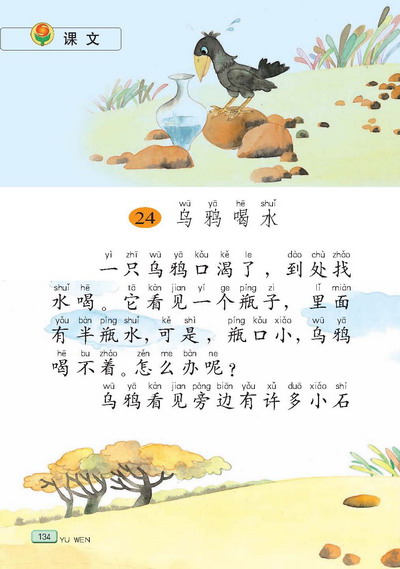 课文
wū yā hē shuǐ
24 乌鸦喝水
yì zhī wū yā kǒu kě le dào chù zhǎo
一只乌鸦口渴了，到处找
shuǐ hē tā kàn jian yí ge píng zi lǐ miàn
水喝。它看见一个瓶子，里面
yǒu bàn píng shuǐ kě shì píng kǒu xiǎo wū yā
有半瓶水，可是，瓶口小，乌鸦
hē bu zháo zěn me bàn ne
喝不着。怎么办呢？
wū yā kàn jian páng biān yǒu xǔ duō xiǎo shí
乌鸦看见旁边有许多小石
134
YU WEN